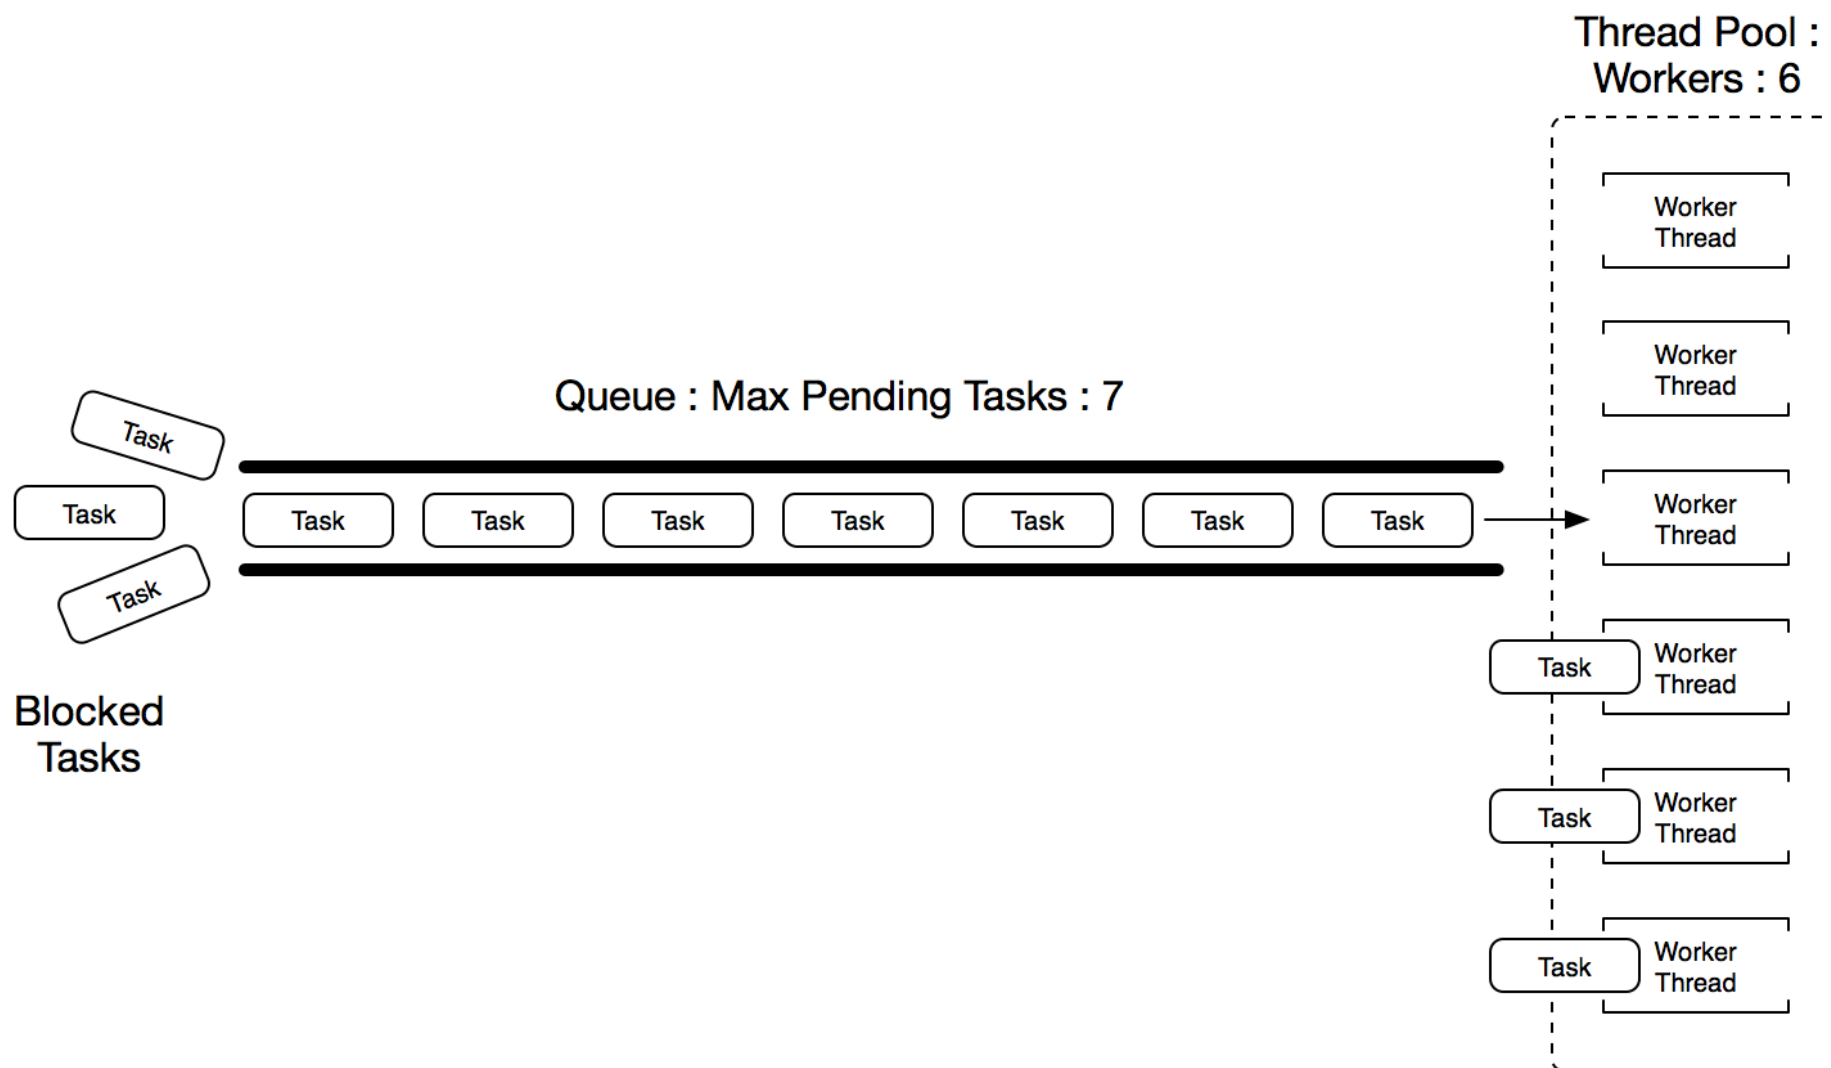 Thread Pool :
Workers : 6
Worker
Thread
Worker
Thread
Queue : Max Pending Tasks : 7
Task
Task
Task
Task
Task
Task
Task
Task
Task
Task
Worker
Thread
Blocked
Tasks
Task
Worker
Thread
Task
Worker
Thread
Task
Worker
Thread